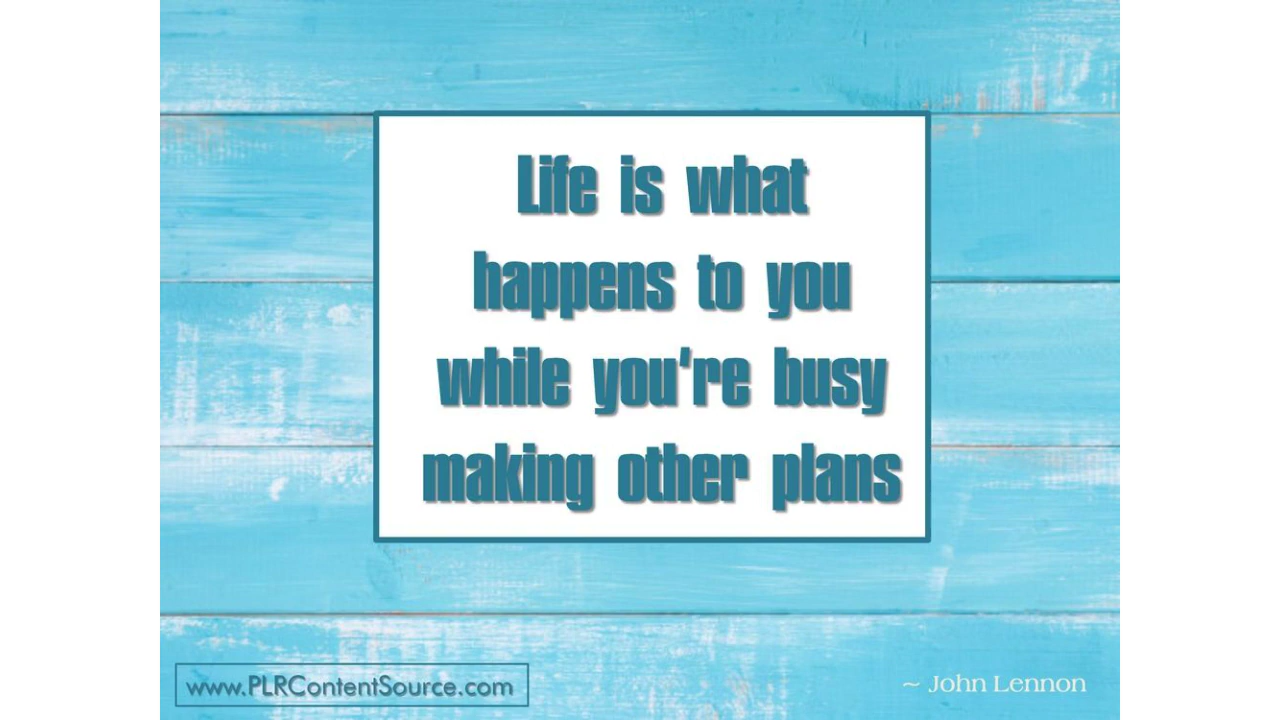 Life is what
happens to you
while you're busy
making other plans
www.PLRContentSource.com
~ John Lennon